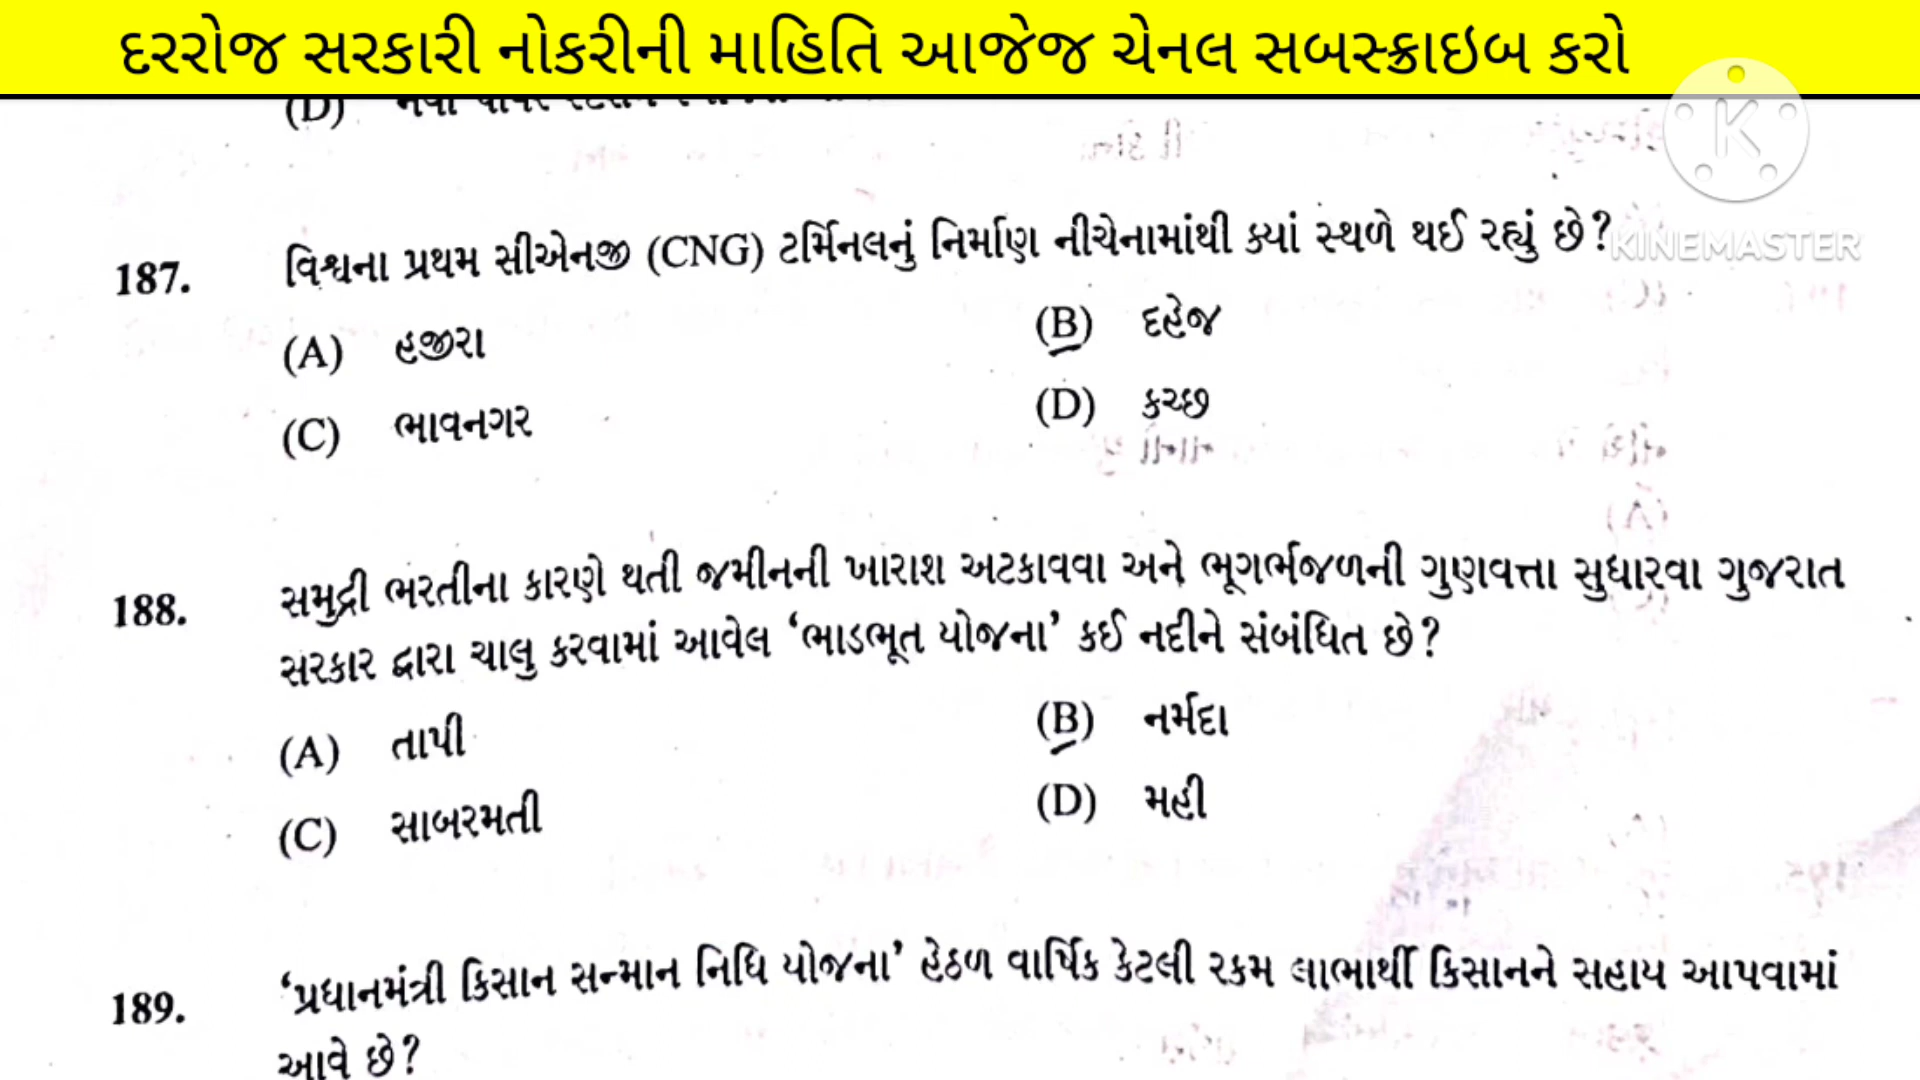 દરરોજ સરકારી નોકરીની માહિતિ આજેજ ચેનલ સબસ્ક્રાઇબ કરો
(D)
KINEMASTER
187. વિશ્વના પ્રથમ સીએનજી (CNG) ટર્મિનલનું નિર્માણ નીચેનામાંથી ક્યાં સ્થળે થઈ રહ્યું છે?
(A) હજીરા (B) દહેજ
(C) ભાવનગર (D) કચ્છ
188. સમુદ્રી ભરતીના કારણે થતી જમીનની ખારાશ અટકાવવા અને ભૂગર્ભજળની ગુણવત્તા સુધારવા ગુજરાત
સરકાર દ્વારા ચાલુ કરવામાં આવેલ ‘ભાડભૂત યોજના’ કઈ નદીને સંબંધિત છે?
(A) તાપી (B) નર્મદા
(C) સાબરમતી (D) મહી
189. ‘પ્રધાનમંત્રી કિસાન સન્માન નિધિ યોજના’ હેઠળ વાર્ષિક કેટલી રકમ લાભાર્થી કિસાનને સહાય આપવામાં
આવે છે?